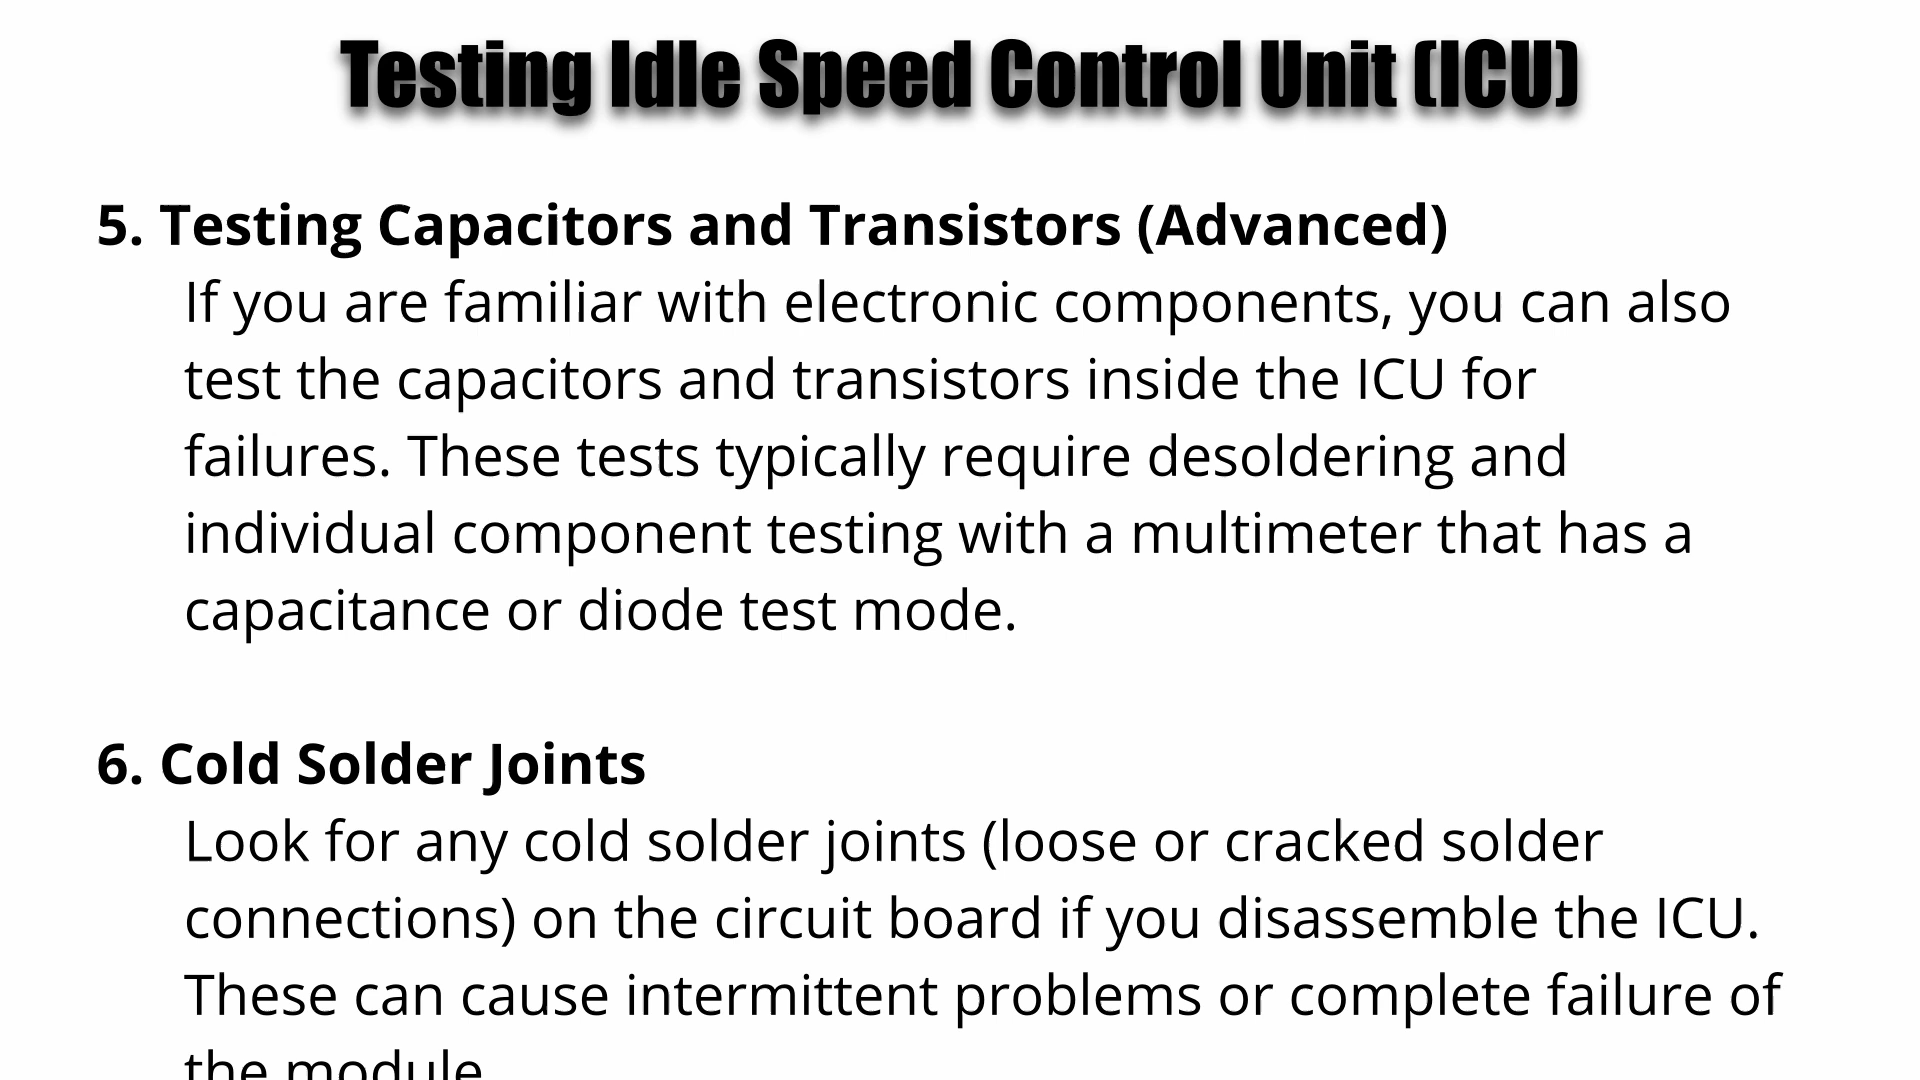 Testing Idle Speed Control Unit (ICU)
5. Testing Capacitors and Transistors (Advanced)
If you are familiar with electronic components, you can also
test the capacitors and transistors inside the ICU for
failures. These tests typically require desoldering and
individual component testing with a multimeter that has a
capacitance or diode test mode.
6. Cold Solder Joints
Look for any cold solder joints (loose or cracked solder
connections) on the circuit board if you disassemble the ICU.
These can cause intermittent problems or complete failure of
the module.